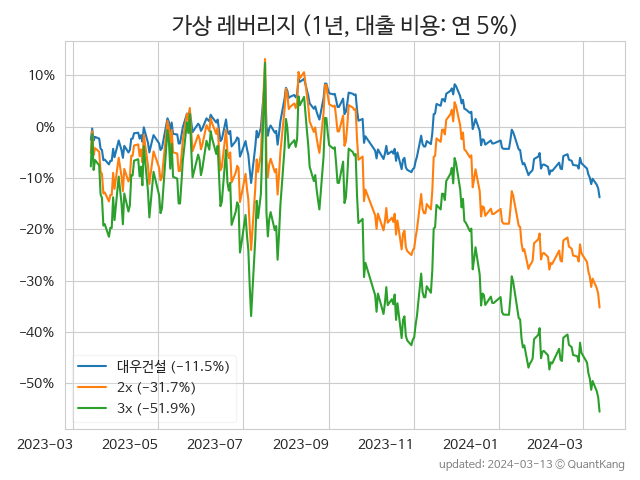 가상 레버리지 (1년, 대출 비용: 연 5%)
10%
0%
−10%
−20%
−30%
−40%
−50%
대우건설 (−11.5%)
2x (−31.7%)
3x (−51.9%)
2023-03 2023-05 2023-07 2023-09 2023-11 2024-01 2024-03
updated: 2024-03-13 © QuantKang